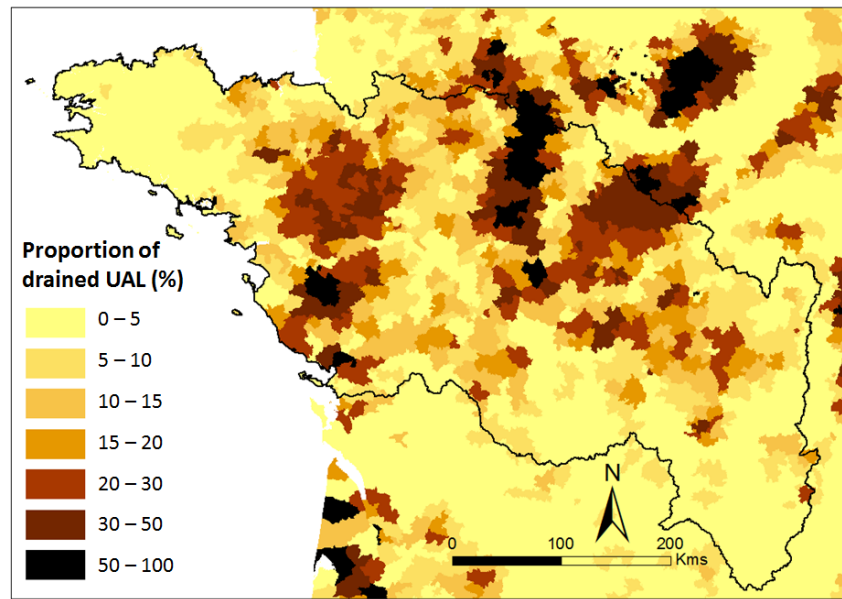 Proportion of
drained UAL (%)
0 – 5
5 – 10
10 – 15
15 – 20
20 – 30
30 – 50
50 – 100
N
0 100 200
Kms